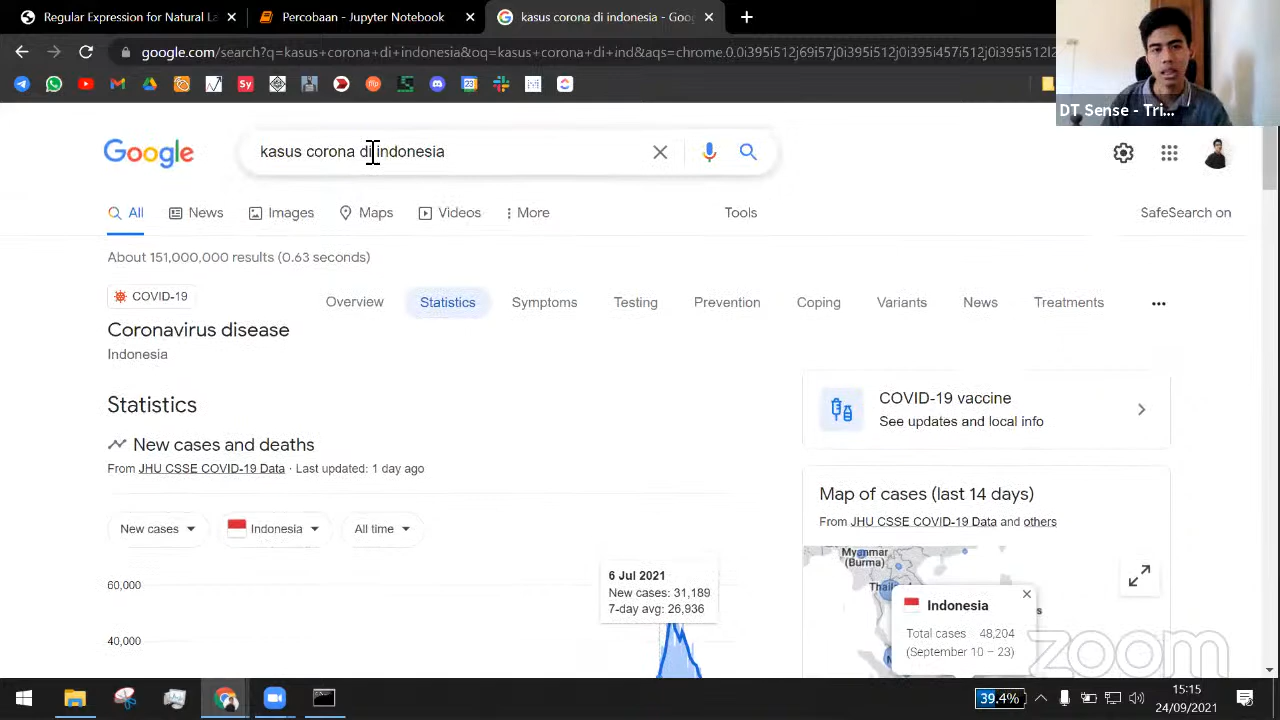 Regular Expression for Natural La
Percobaan - Jupyter Notebook
kasus corona di indonesia - Goo
google.com/search?q=kasus+corona+di+indonesia&oq=kasus+corona+di+ind&aqs=chrome.0.0i395i512j69i57j0i395i512j0i395i457i512j0i395i512l2
DT Sense - Tri...
Google
kasus corona di indonesia
All
News
Images
Maps
Videos
More
Tools
SafeSearch on
About 151,000,000 results (0.63 seconds)
COVID-19
Overview
Statistics
Symptoms
Testing
Prevention
Coping
Variants
News
Treatments
Coronavirus disease
Indonesia
Statistics
New cases and deaths
From JHU CSSE COVID-19 Data · Last updated: 1 day ago
New cases
Indonesia
All time
60,000
40,000
6 Jul 2021
New cases: 31,189
7-day avg: 26,936
COVID-19 vaccine
See updates and local info
Map of cases (last 14 days)
From JHU CSSE COVID-19 Data and others
Myanmar
(Burma)
Thail
Indonesia
Total cases 48,204
(September 10 – 23)
zoom
39.4%
15:15
24/09/2021